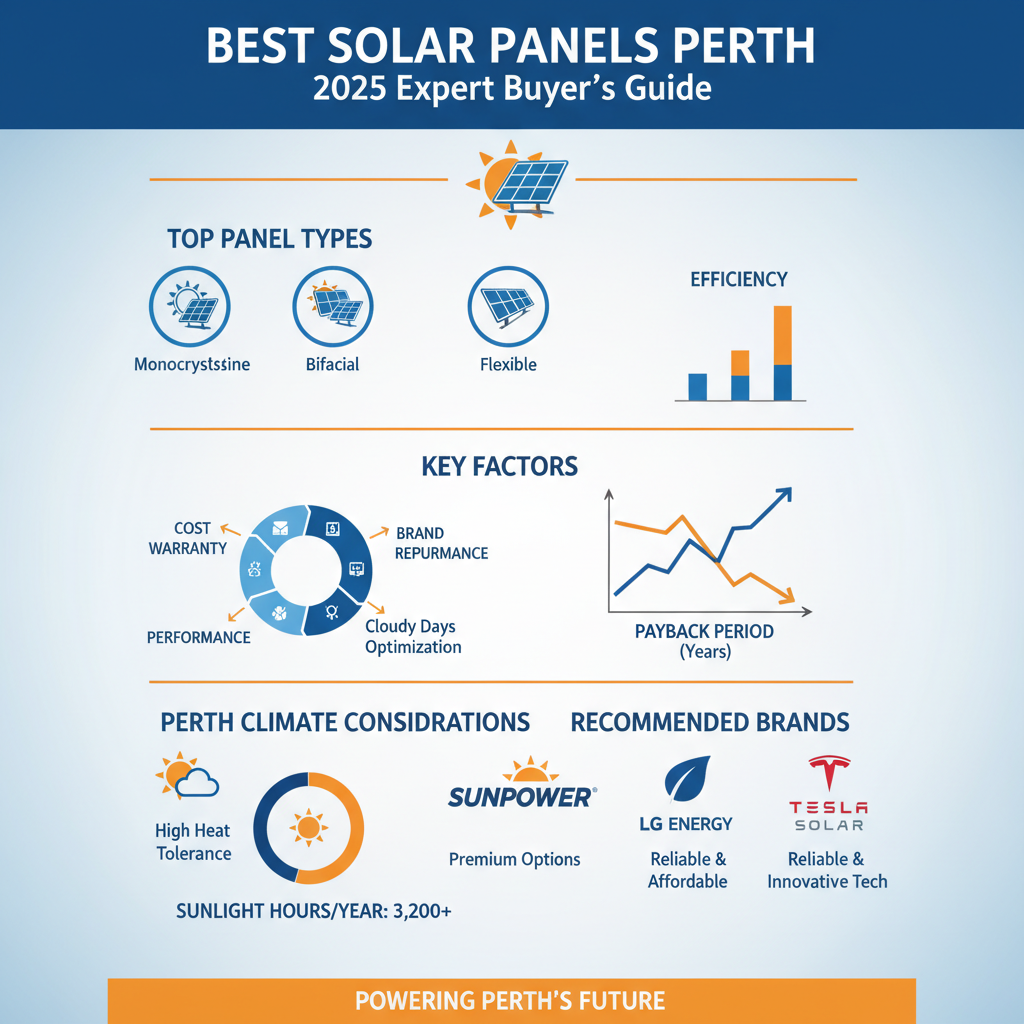 BEST SOLAR PANELS PERTH
2025 Expert Buyer's Guide
TOP PANEL TYPES
Monocrystsine
Bifacial
Flexible
EFFICIENCY
KEY FACTORS
COST
WARRANTY
BRAND
REPURMANCE
PERFORMANCE
Cloudy Days
Optimization
PAYBACK PERIOD
(Years)
PERTH CLIMATE CONSIDRATIONS
High Heat
Tolerance
SUNLIGHT HOURS/YEAR: 3,200+
RECOMMENDED BRANDS
SUNPOWER®
Premium Options
LG ENERGY
Reliable &
Affordable
TESLA
SOLAR
Reliable &
Innovative Tech
POWERING PERTH'S FUTURE